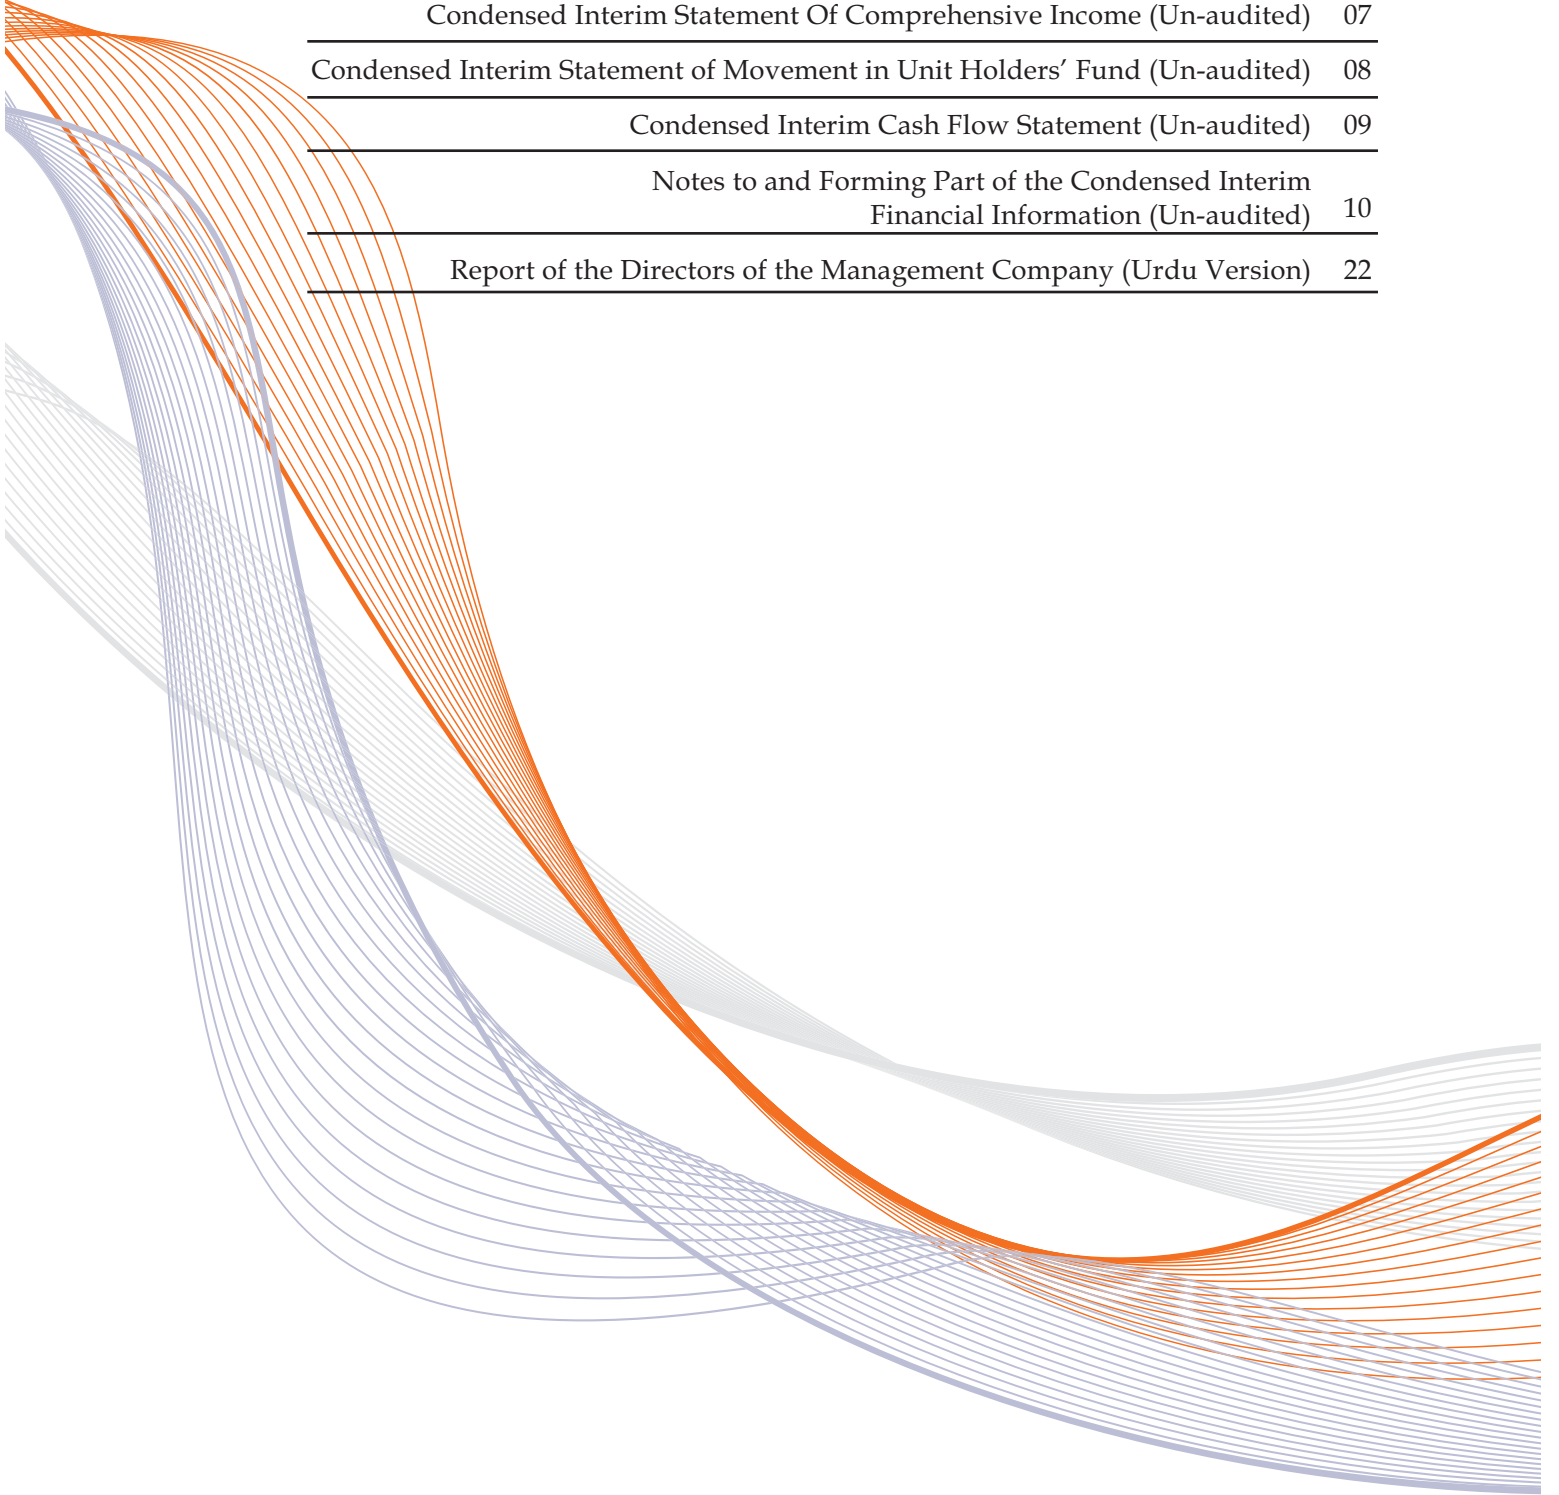 Condensed Interim Statement Of Comprehensive Income (Un-audited) 07
Condensed Interim Statement of Movement in Unit Holders’ Fund (Un-audited) 08
Condensed Interim Cash Flow Statement (Un-audited) 09
Notes to and Forming Part of the Condensed Interim
Financial Information (Un-audited) 10
Report of the Directors of the Management Company (Urdu Version) 22